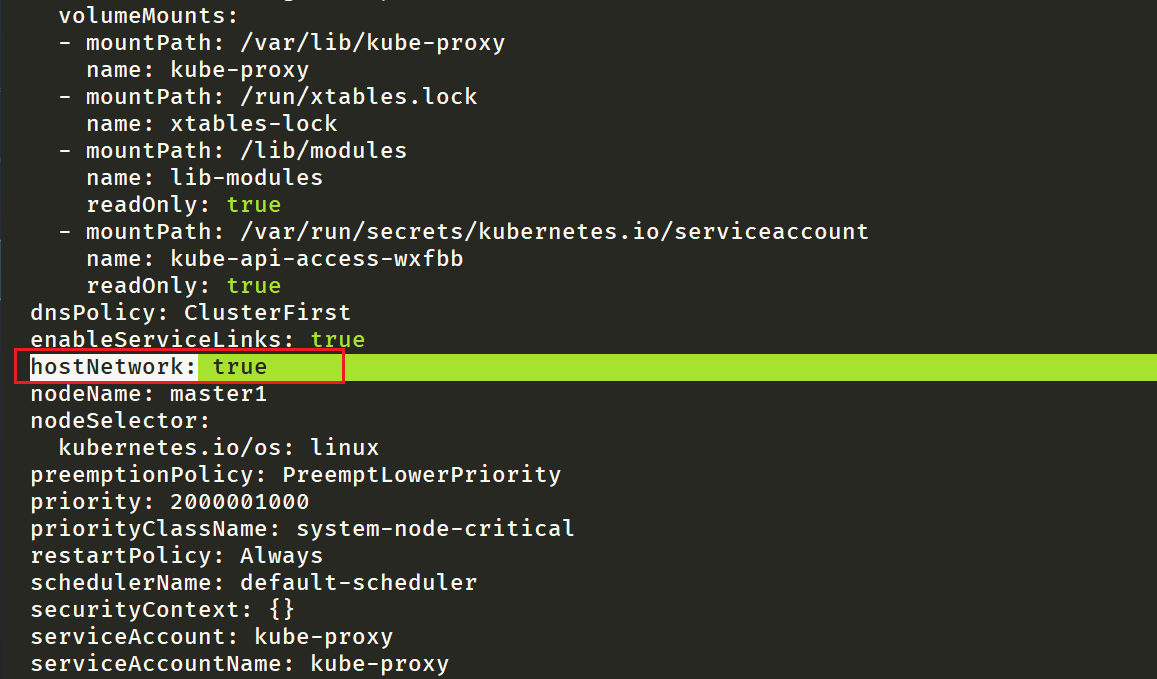 volumeMounts:
- mountPath: /var/lib/kube-proxy
name: kube-proxy
- mountPath: /run/xtables.lock
name: xtables-lock
- mountPath: /lib/modules
name: lib-modules
readOnly: true
- mountPath: /var/run/secrets/kubernetes.io/serviceaccount
name: kube-api-access-wxfbb
readOnly: true
dnsPolicy: ClusterFirst
enableServiceLinks: true
hostNetwork: true
nodeName: master1
nodeSelector:
kubernetes.io/os: linux
preemptionPolicy: PreemptLowerPriority
priority: 2000001000
priorityClassName: system-node-critical
restartPolicy: Always
schedulerName: default-scheduler
securityContext: {}
serviceAccount: kube-proxy
serviceAccountName: kube-proxy